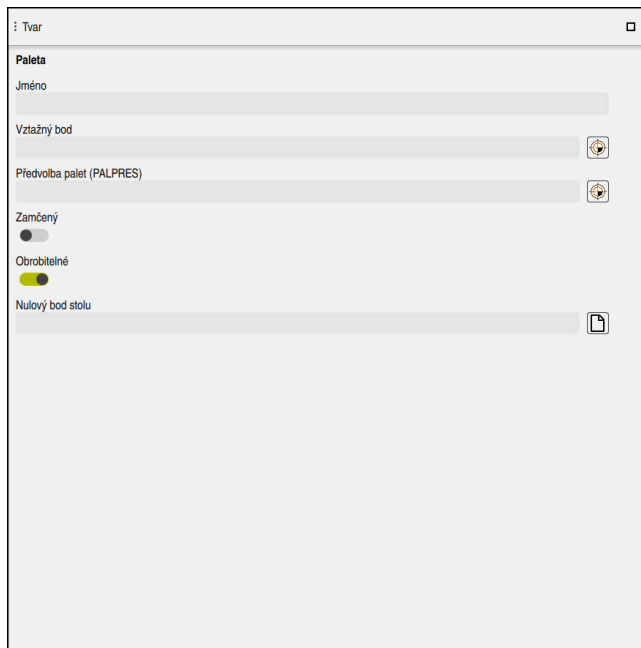 Tvar
Paleta
Jméno
Vztažný bod
Předvolba palet (PALPRES)
Zamčený
Obrobitelné
Nulový bod stolu